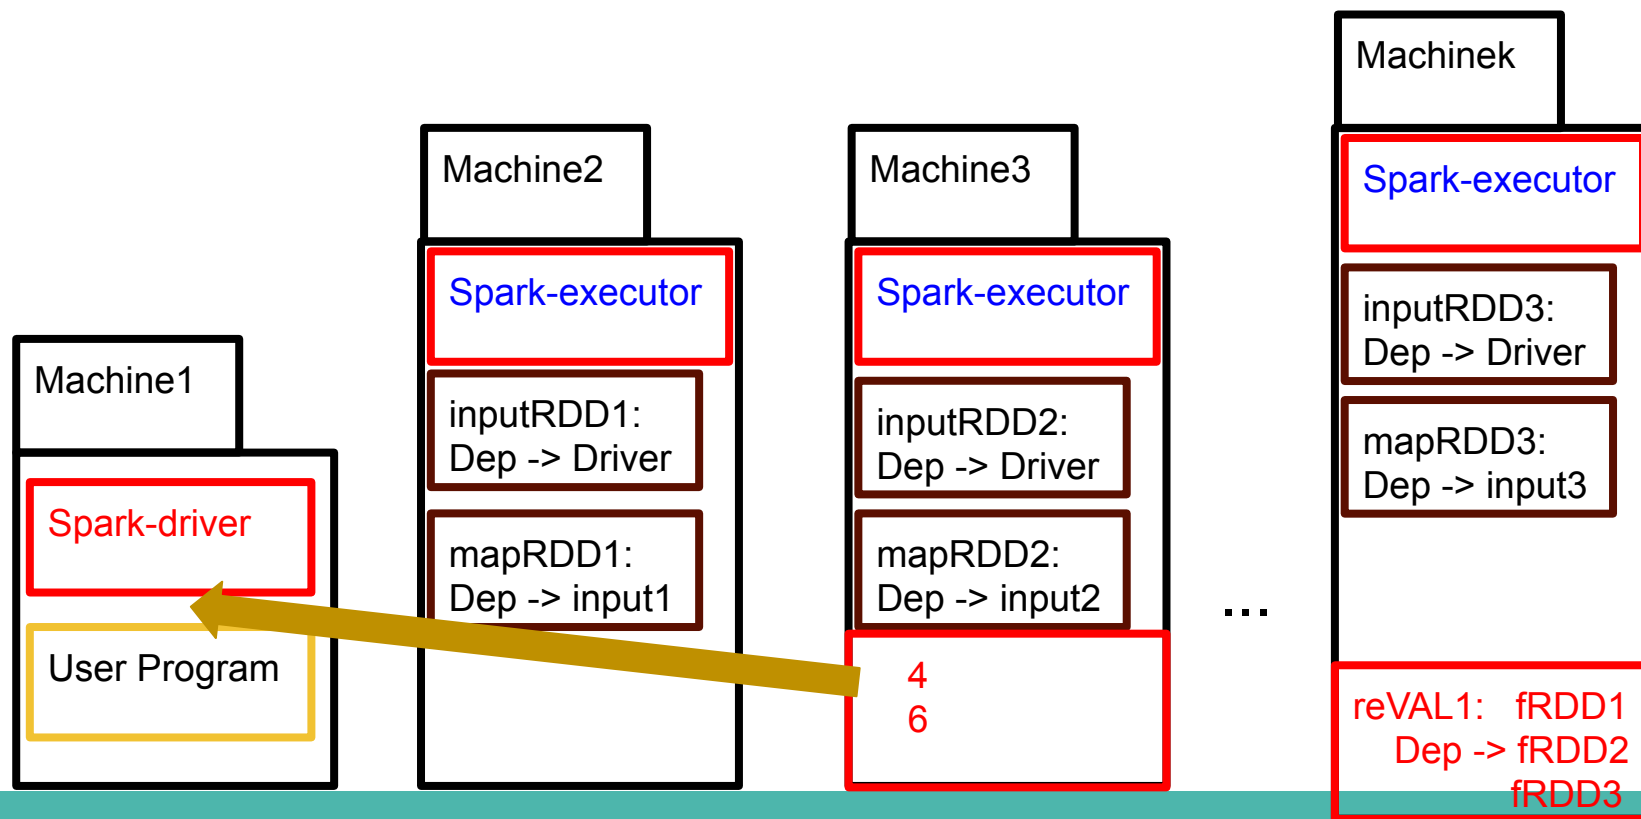 Machine1
Spark-driver
User Program
Machine2
Spark-executor
inputRDD1:
Dep -> Driver
mapRDD1:
Dep -> input1
Machine3
Spark-executor
inputRDD2:
Dep -> Driver
mapRDD2:
Dep -> input2
4
6
...
Machinek
Spark-executor
inputRDD3:
Dep -> Driver
mapRDD3:
Dep -> input3
reVAL1: fRDD1
Dep -> fRDD2
fRDD3